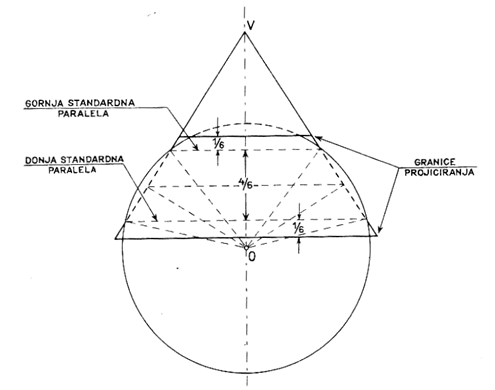 V
GORNJA STANDARDNA
PARALELA
1/6
DONJA STANDARDNA
PARALELA
GRANICE
PROJICIRANJA
4/6
1/6
O